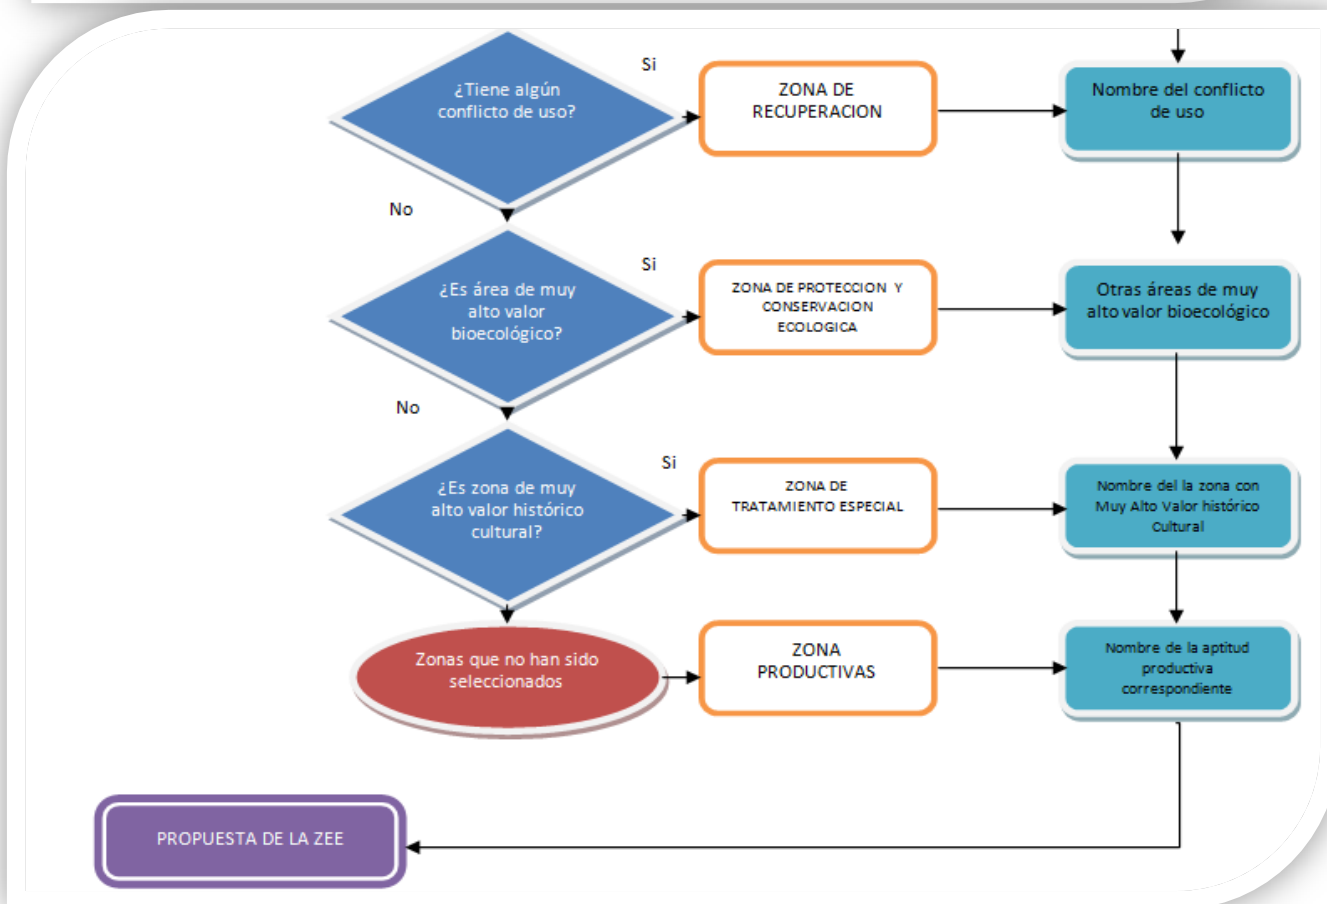 ¿Tiene algún
conflicto de uso?
Si
ZONA DE
RECUPERACION
Nombre del conflicto
de uso
No
¿Es área de muy
alto valor
bioecológico?
Si
ZONA DE PROTECCION Y
CONSERVACION
ECOLOGICA
Otras áreas de muy
alto valor bioecológico
No
¿Es zona de muy
alto valor histórico
cultural?
Si
ZONA DE
TRATAMIENTO ESPECIAL
Nombre del la zona con
Muy Alto Valor histórico
Cultural
Zonas que no han sido
seleccionados
ZONA
PRODUCTIVAS
Nombre de la aptitud
productiva
correspondiente
PROPUESTA DE LA ZEE